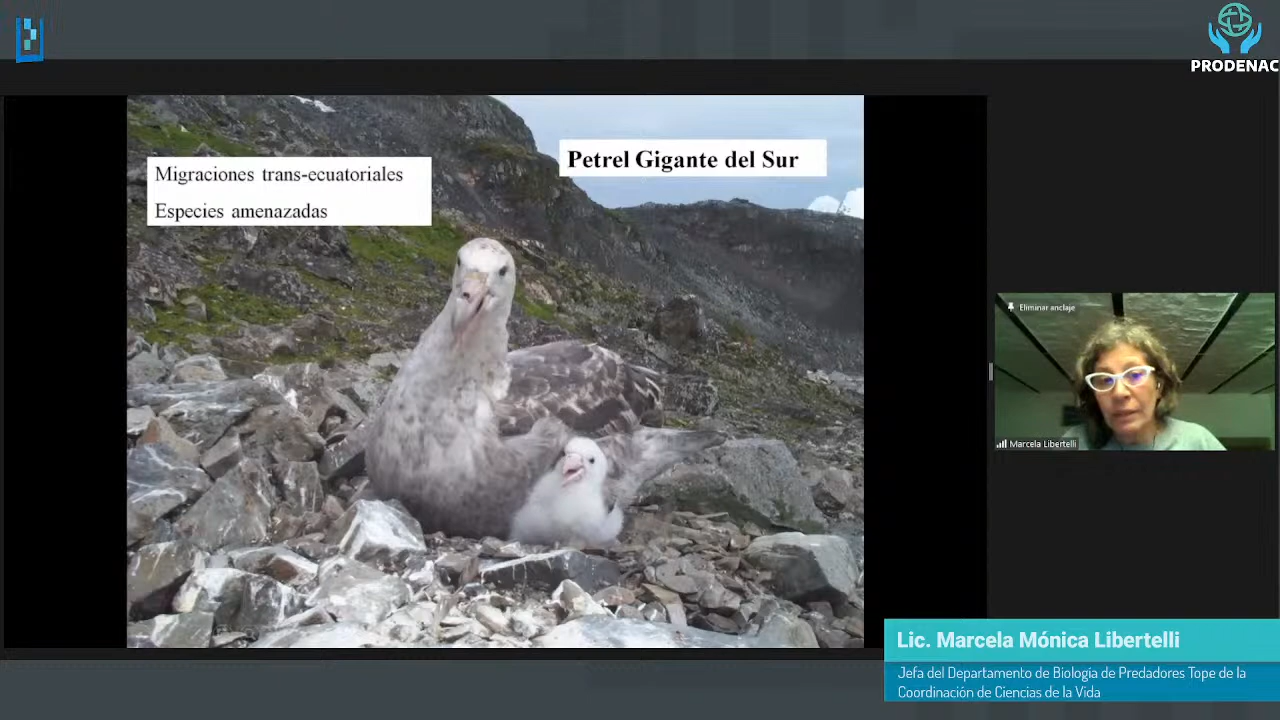 PRODENAC
Petrel Gigante del Sur
Migraciones trans-ecuatoriales
Especies amenazadas
Eliminar anclaje
Marcela Libertelli
Lic. Marcela Mónica Libertelli
Jefa del Departamento de Biología de Predadores Tope de la
Coordinación de Ciencias de la Vida